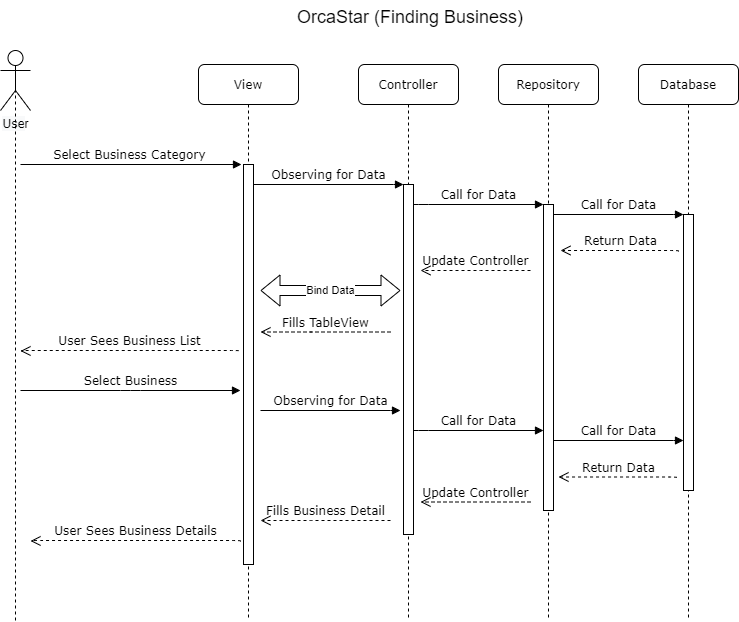 OrcaStar (Finding Business)
View
Controller
Repository
Database
User
Select Business Category
Observing for Data
Call for Data
Call for Data
Return Data
Update Controller
Bind Data
Fills TableView
User Sees Business List
Select Business
Observing for Data
Call for Data
Call for Data
Return Data
Update Controller
Fills Business Detail
User Sees Business Details